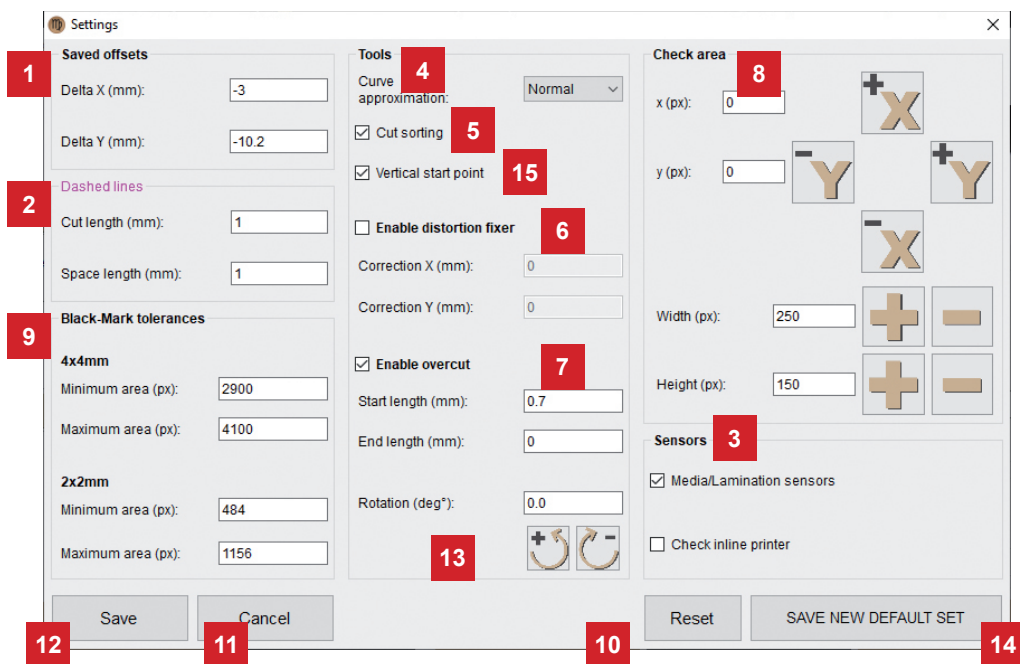 Settings
Saved offsets
1
Delta X (mm):
-3
Delta Y (mm):
-10.2
Dashed lines
2
Cut length (mm):
1
Space length (mm):
1
Black-Mark tolerances
9
4x4mm
Minimum area (px):
2900
Maximum area (px):
4100
2x2mm
Minimum area (px):
484
Maximum area (px):
1156
Tools
4
Curve
approximation:
Normal
Cut sorting
5
Vertical start point
15
Enable distortion fixer
6
Correction X (mm):
0
Correction Y (mm):
0
Enable overcut
7
Start length (mm):
0.7
End length (mm):
0
Rotation (deg°):
0.0
+
-
13
Check area
8
x (px):
0
+X
y (px):
0
-Y
+Y
-X
Width (px):
250
+
-
Height (px):
150
+
-
Sensors
3
Media/Lamination sensors
Check inline printer
Save
12
Cancel
11
10
Reset
SAVE NEW DEFAULT SET
14